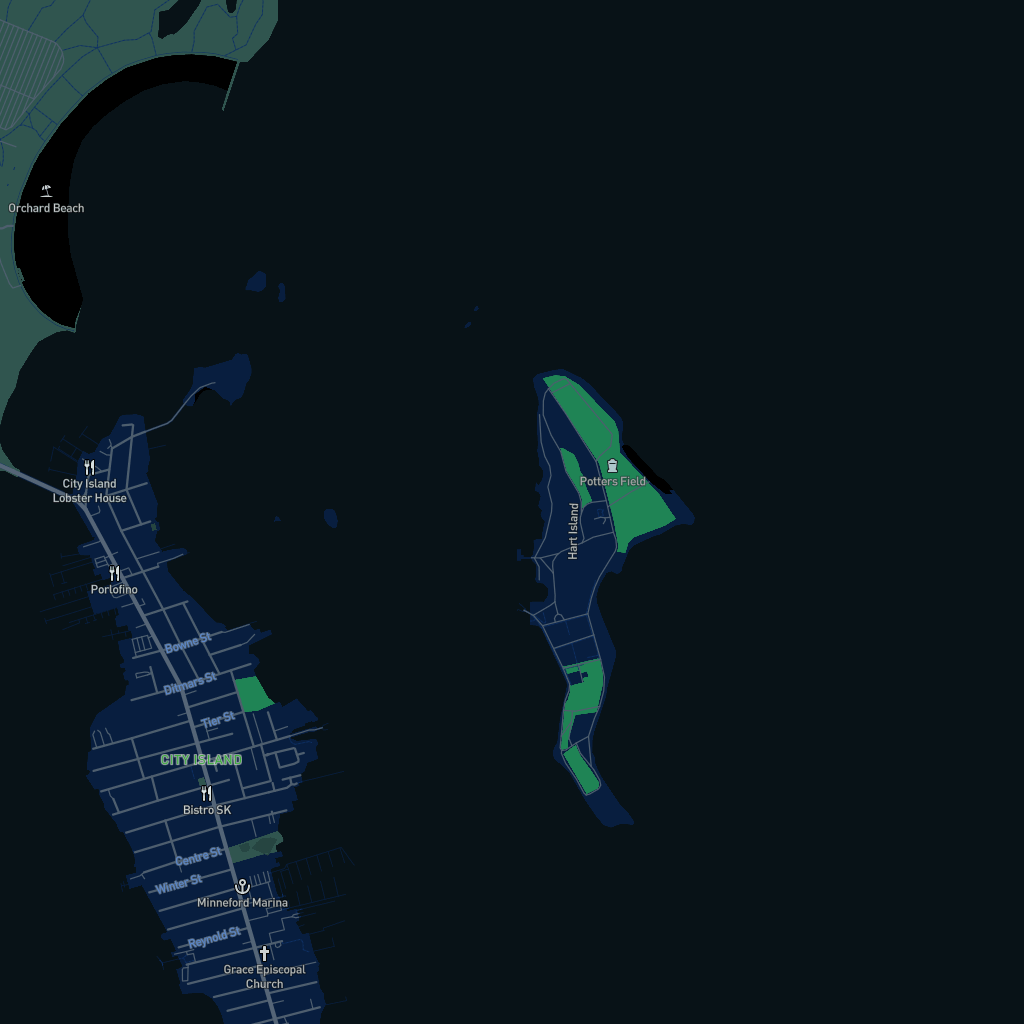 Orchard Beach
City Island
Lobster House
Potters Field
Hart Island
Portofino
Bowne St
Ditmars St
Tier St
CITY ISLAND
Bistro SK
Centre St
Winter St
Minneford Marina
Reynold St
Grace Episcopal
Church